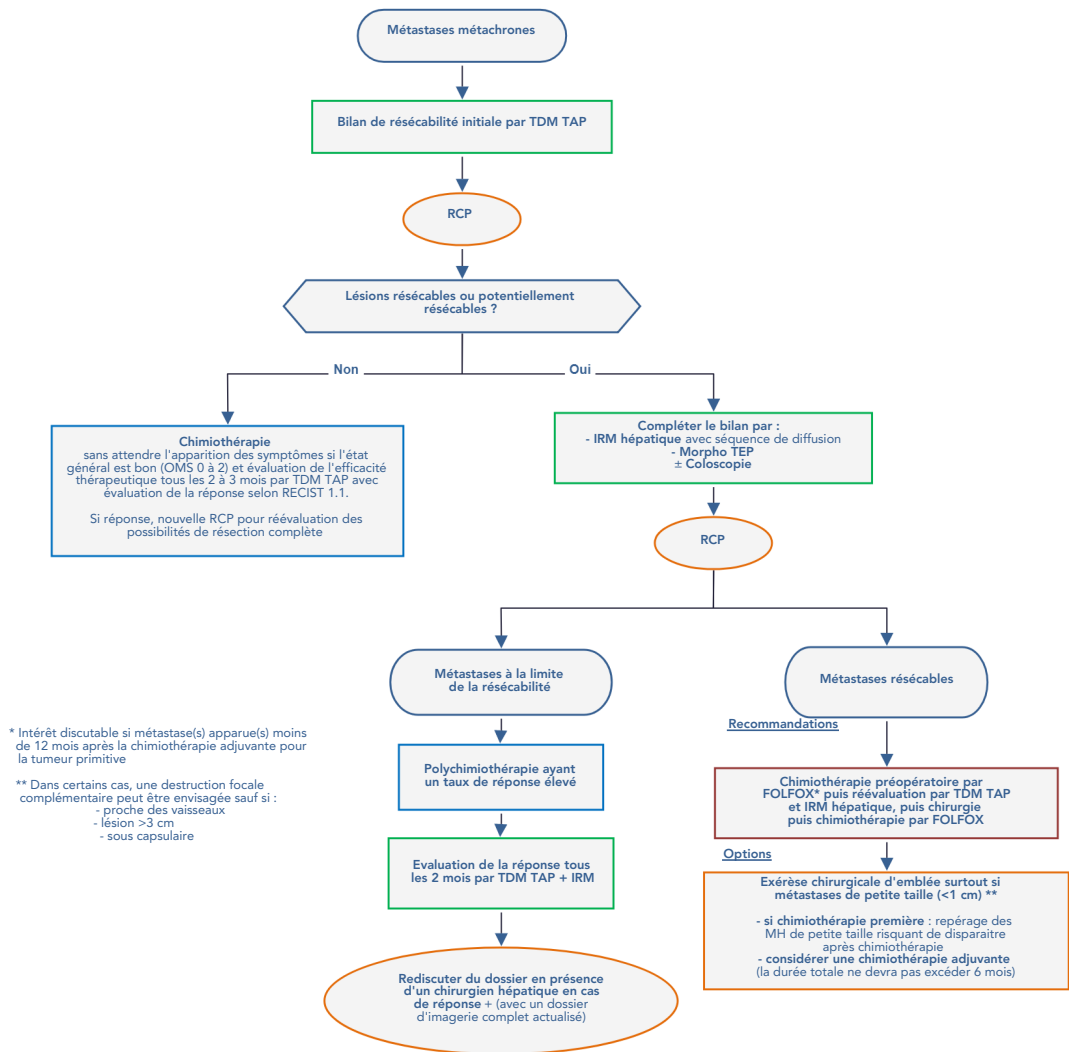 Métastases métachrones
Bilan de résécabilité initiale par TDM TAP
RCP
Lésions résécables ou potentiellement
résécables ?
Non
Oui
Chimiothérapie
sans attendre l'apparition des symptômes si l'état
général est bon (OMS 0 à 2) et évaluation de l'efficacité
thérapeutique tous les 2 à 3 mois par TDM TAP avec
évaluation de la réponse selon RECIST 1.1.
Si réponse, nouvelle RCP pour réévaluation des
possibilités de résection complète
Compléter le bilan par :
- IRM hépatique avec séquence de diffusion
- Morpho TEP
± Coloscopie
RCP
Métastases à la limite
de la résécabilité
Polychimiothérapie ayant
un taux de réponse élevé
Evaluation de la réponse tous
les 2 mois par TDM TAP + IRM
Rediscuter du dossier en présence
d'un chirurgien hépatique en cas
de réponse + (avec un dossier
d'imagerie complet actualisé)
Métastases résécables
Recommandations
Chimiothérapie préopératoire par
FOLFOX* puis réévaluation par TDM TAP
et IRM hépatique, puis chirurgie
puis chimiothérapie par FOLFOX
Options
Exérèse chirurgicale d'emblée surtout si
métastases de petite taille (<1 cm) **
- si chimiothérapie première : repérage des
MH de petite taille risquant de disparaitre
après chimiothérapie
- considérer une chimiothérapie adjuvante
(la durée totale ne devra pas excéder 6 mois)
* Intérêt discutable si métastase(s) apparue(s) moins
de 12 mois après la chimiothérapie adjuvante pour
la tumeur primitive
** Dans certains cas, une destruction focale
complémentaire peut être envisagée sauf si :
- proche des vaisseaux
- lésion >3 cm
- sous capsulaire